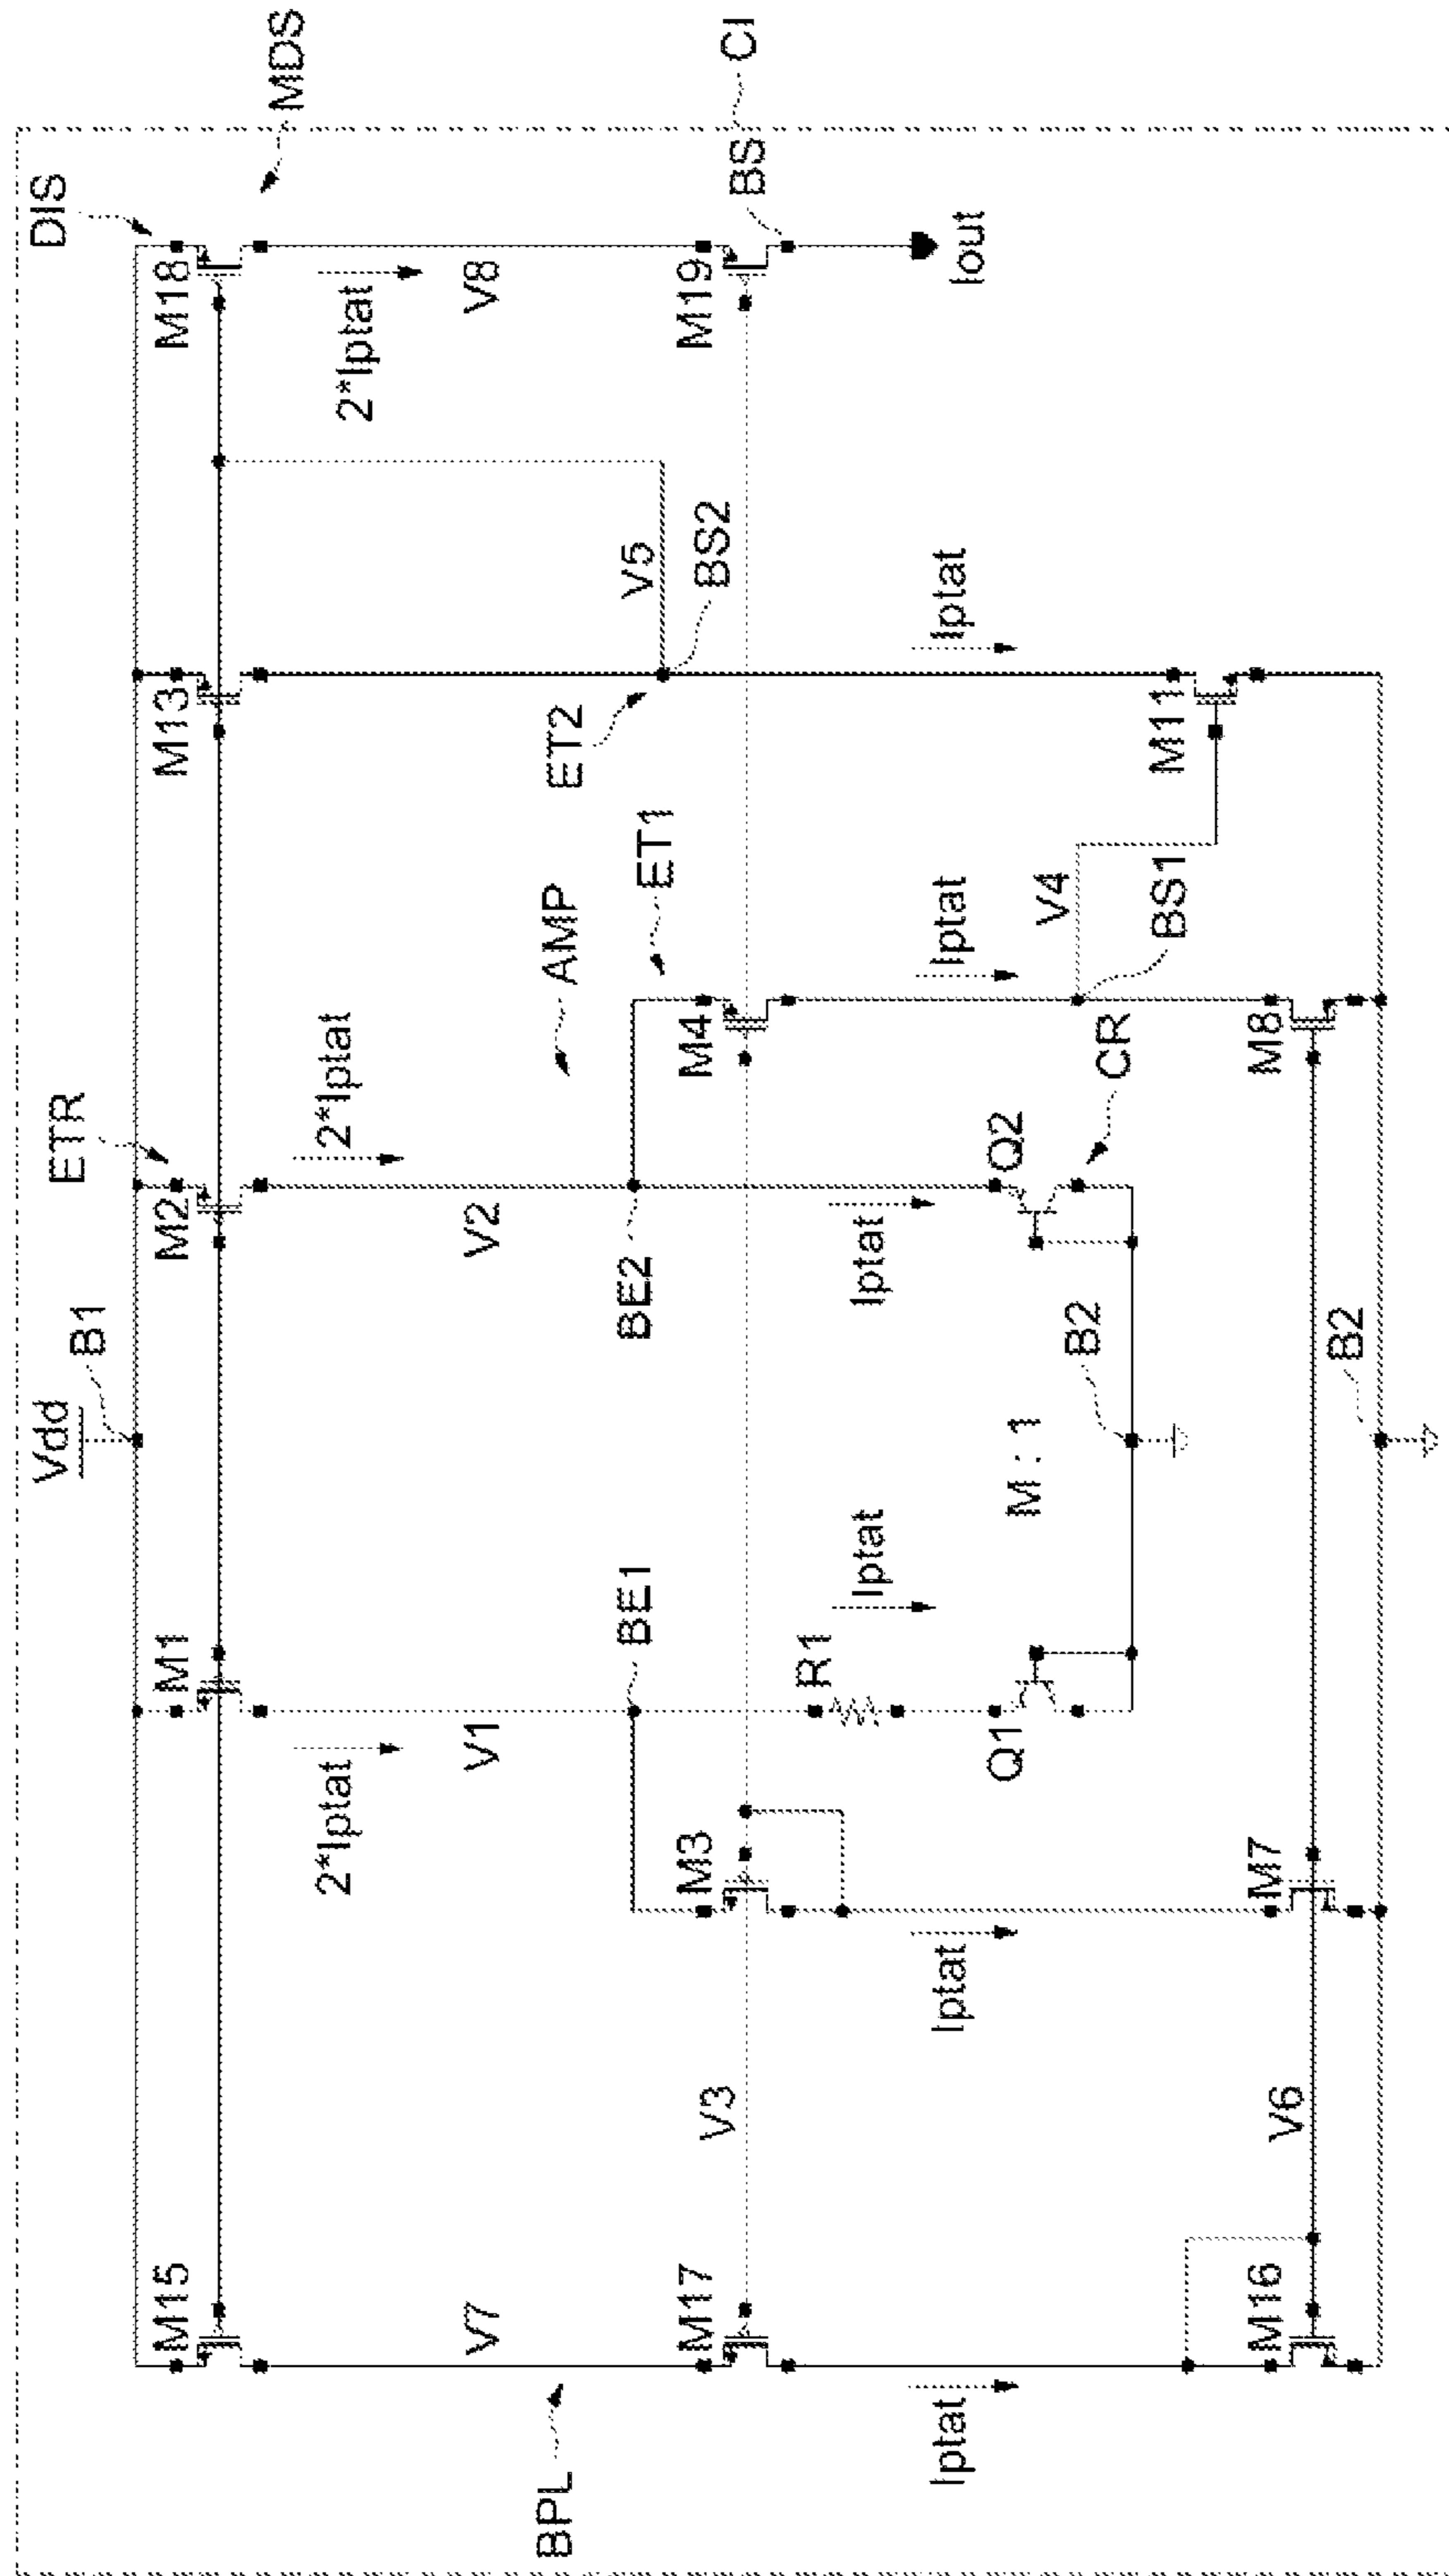 Vdd
B1
ETR
DIS
MDS
M15
M1
M2
M13
M18
2*Iptat
2*Iptat
2*Iptat
CI
V7
V1
V2
AMP
V5
V8
BPL
BE1
BE2
ET1
ET2
BS2
M17
V3
M3
M4
M19
BS
R1
Iptat
Iptat
Iptat
Iptat
Iptat
Iptat
Iout
Q1
M : 1
Q2
B2
CR
V4
BS1
M11
M16
V6
M7
M8
B2